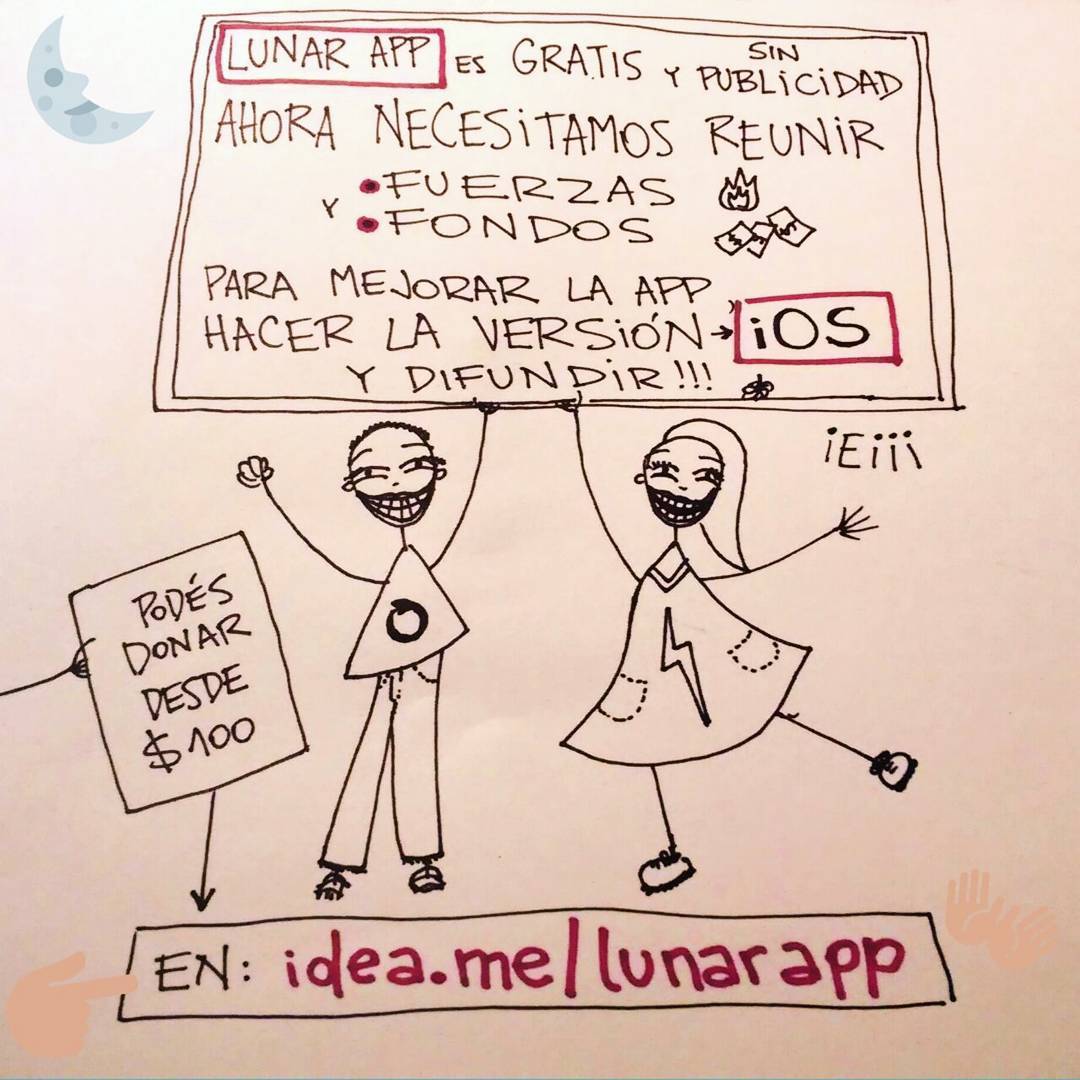 LUNAR APP ES GRATIS Y SIN PUBLICIDAD
AHORA NECESITAMOS REUNIR
• FUERZAS
Y • FONDOS
PARA MEJORAR LA APP,
HACER LA VERSIÓN → iOS
Y DIFUNDIR!!!
¡Eiii
PODÉS
DONAR
DESDE
$100
EN: idea.me/lunarapp